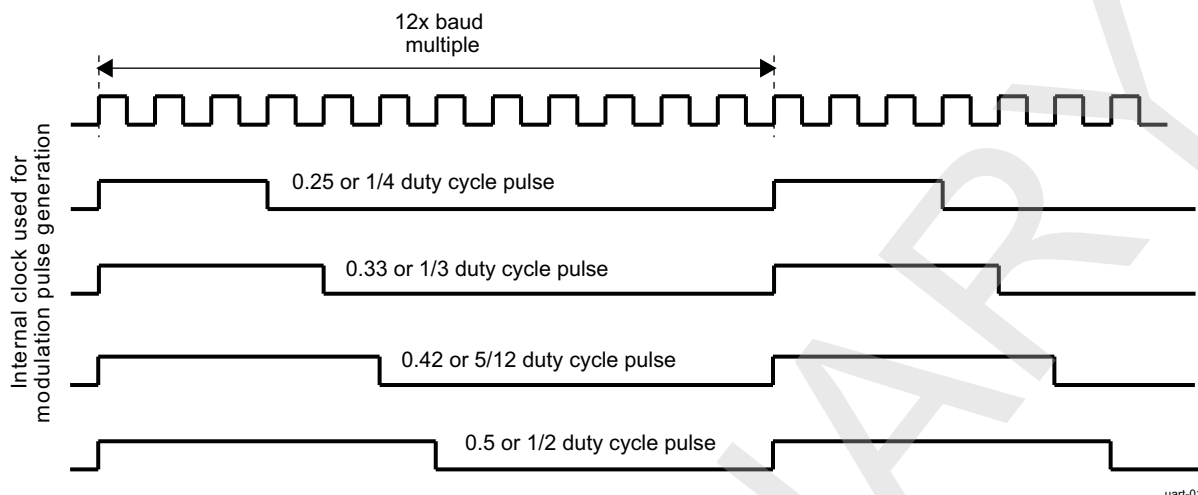 12x baud
multiple
Internal clock used for
modulation pulse generation
0.25 or 1/4 duty cycle pulse
0.33 or 1/3 duty cycle pulse
0.42 or 5/12 duty cycle pulse
0.5 or 1/2 duty cycle pulse